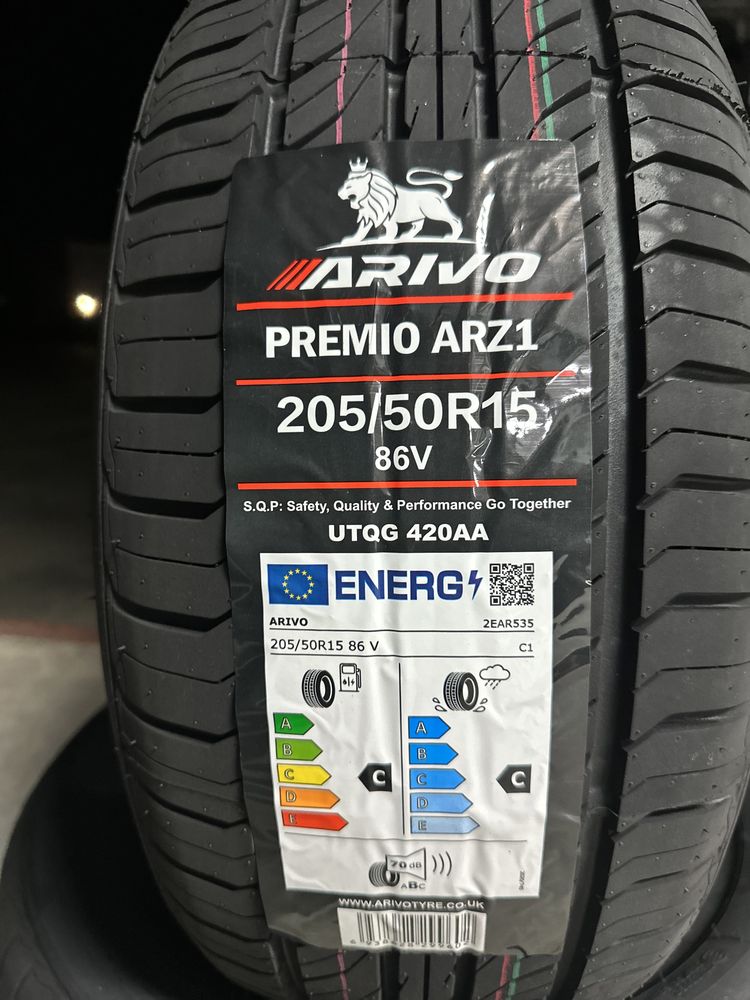 ARIVO
PREMIO ARZ1
205/50R15
86V
S.Q.P: Safety, Quality & Performance Go Together
UTQG 420AA
ENERG
ARIVO 2EAR535
205/50R15 86 V C1
A A
B B
C C C C
D D
E E
70 dB
ABC
WWW.ARIVOTYRE.CO.UK